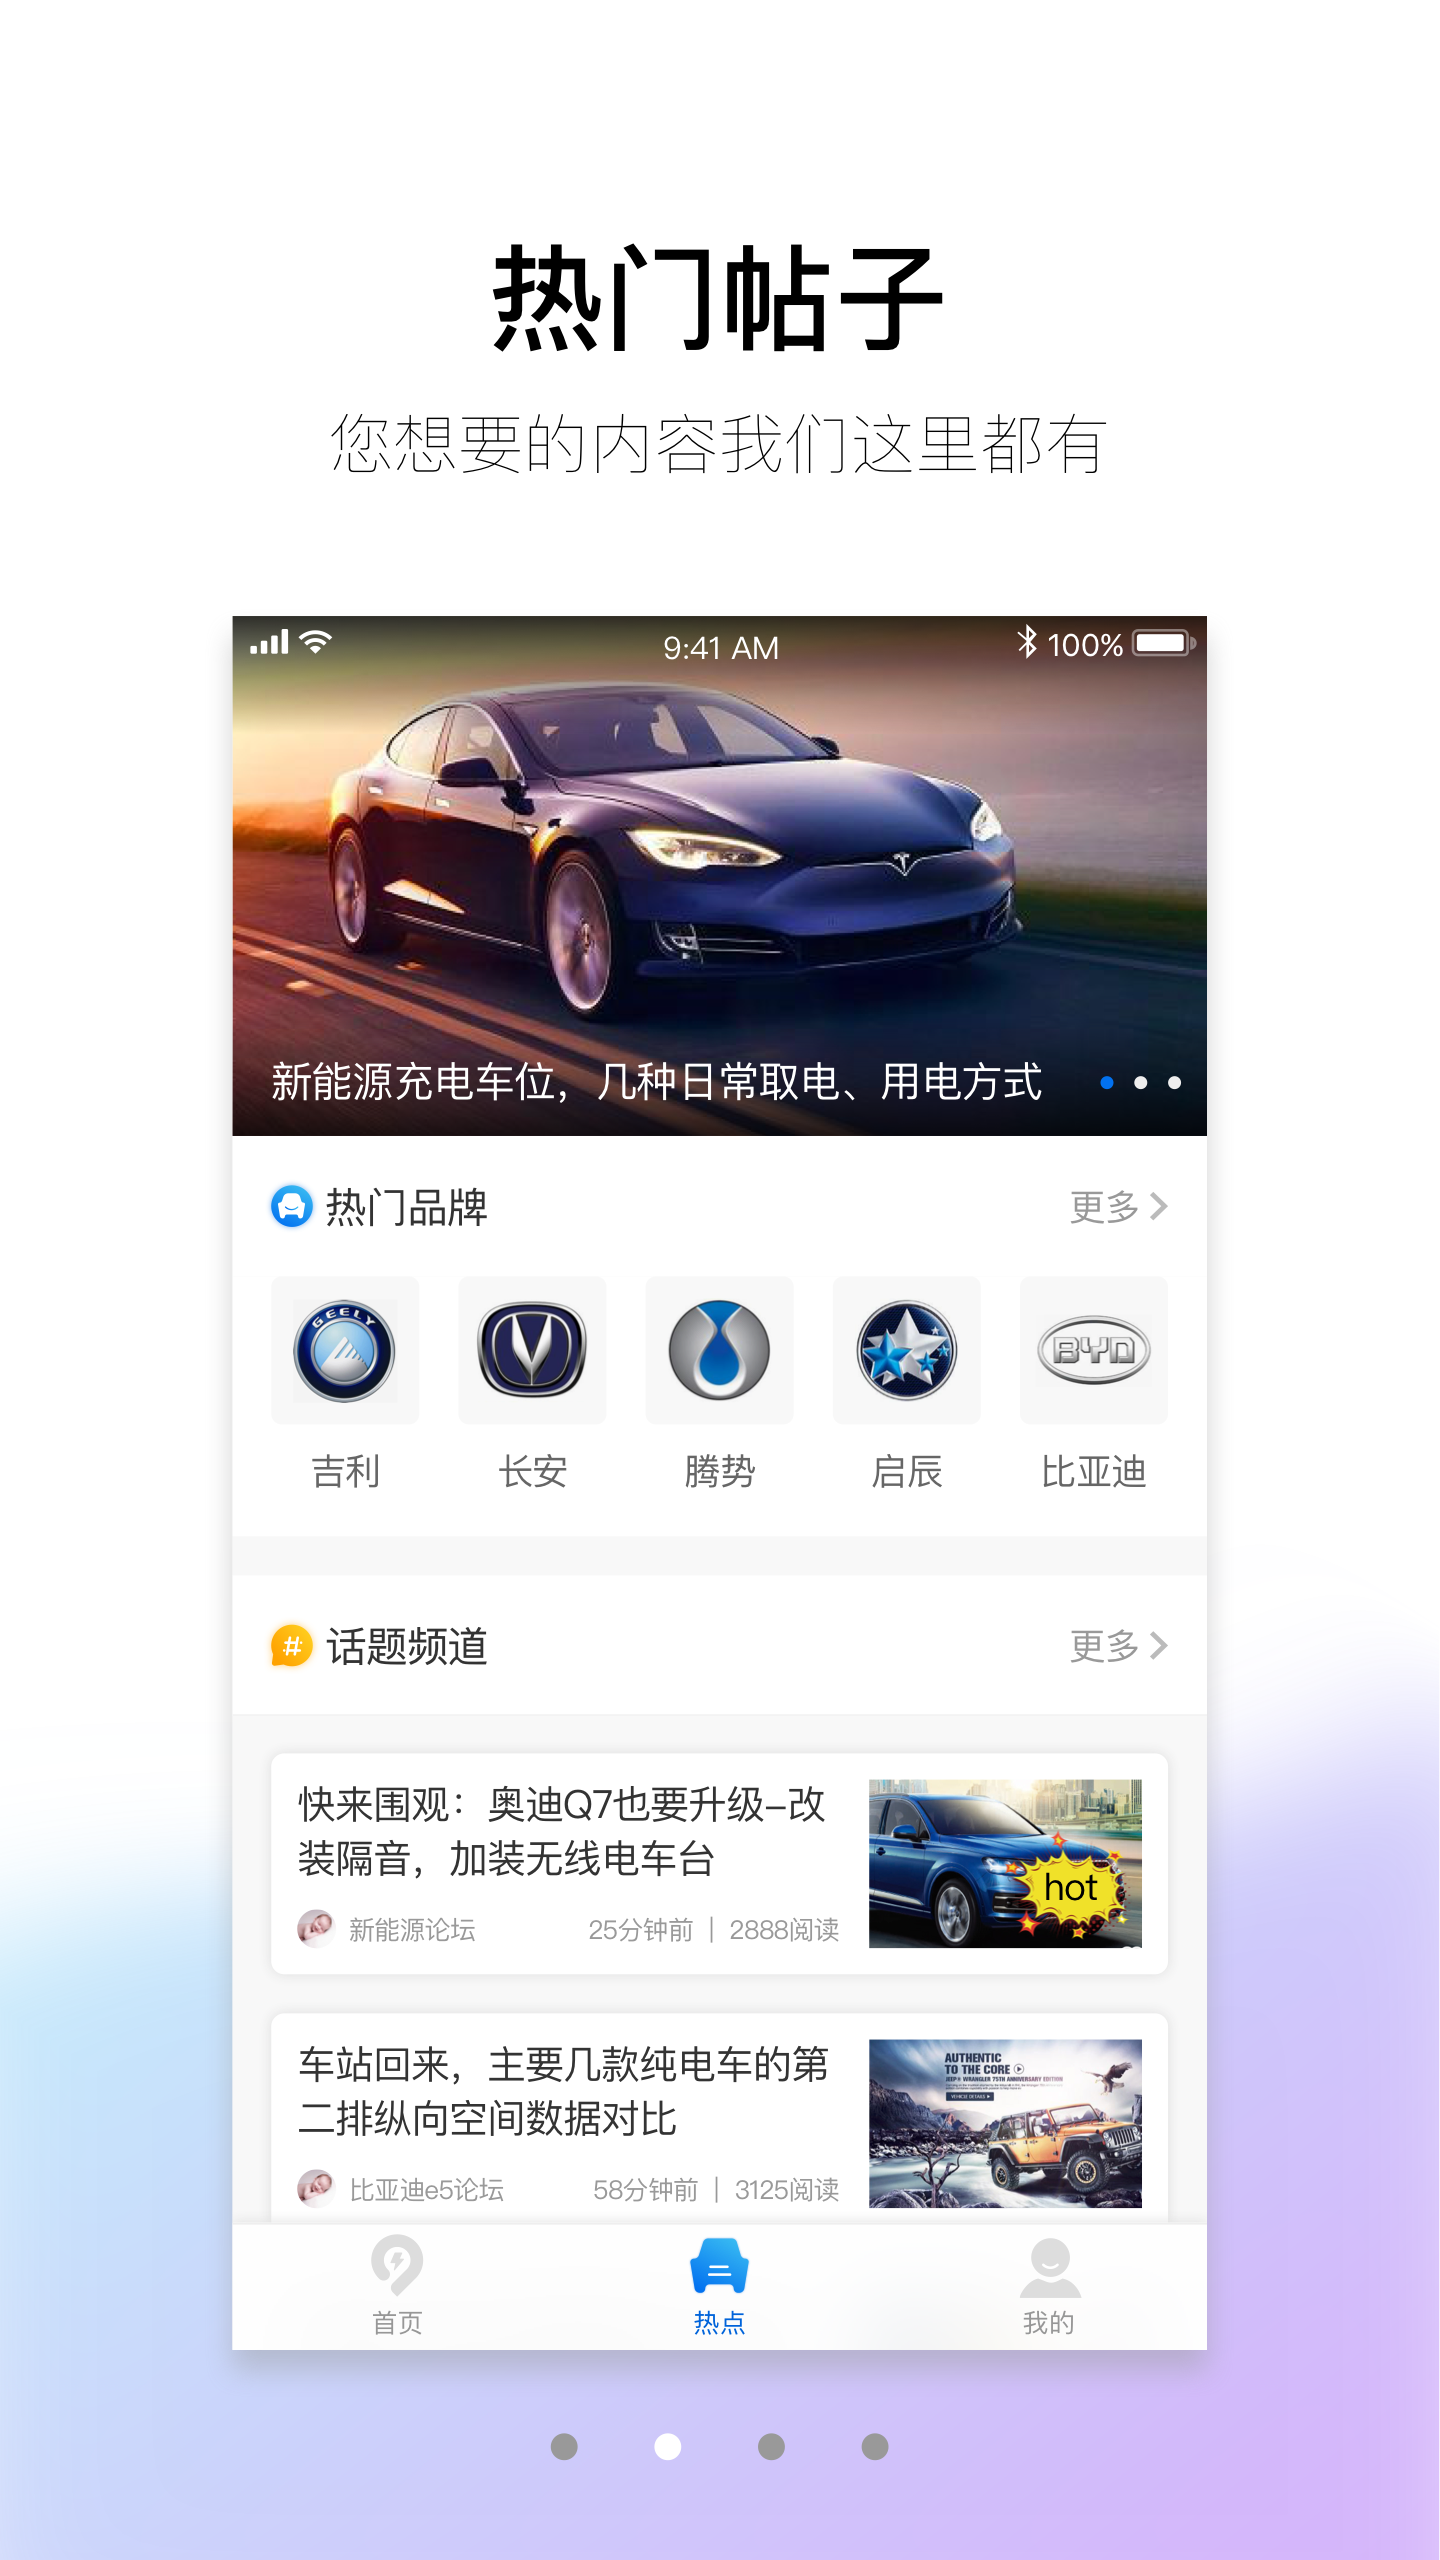 热门帖子
您想要的内容我们这里都有
9:41 AM
100%
新能源充电车位，几种日常取电、用电方式
热门品牌
更多
GEELY
BYD
吉利
长安
腾势
启辰
比亚迪
#
话题频道
更多
快来围观：奥迪Q7也要升级-改
装隔音，加装无线电车台
hot
新能源论坛
25分钟前 | 2888阅读
车站回来，主要几款纯电车的第
二排纵向空间数据对比
AUTHENTIC
TO THE CORE
JEEP® WRANGLER 75TH ANNIVERSARY EDITION
VEHICLE DETAILS
比亚迪e5论坛
58分钟前 | 3125阅读
首页
热点
我的